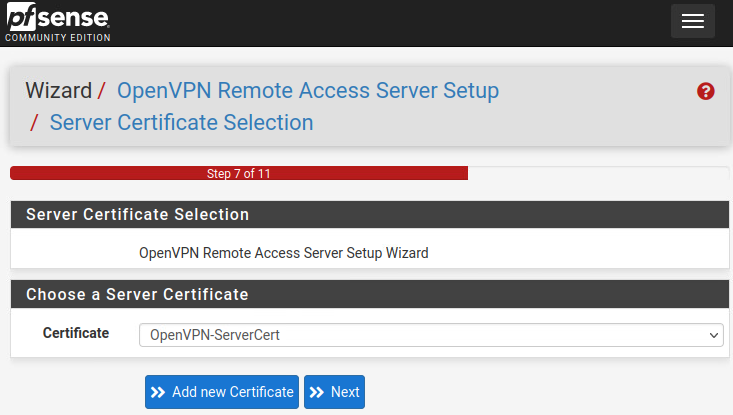 pfsense
COMMUNITY EDITION
Wizard / OpenVPN Remote Access Server Setup
/ Server Certificate Selection
Step 7 of 11
Server Certificate Selection
OpenVPN Remote Access Server Setup Wizard
Choose a Server Certificate
Certificate OpenVPN-ServerCert
Add new Certificate Next